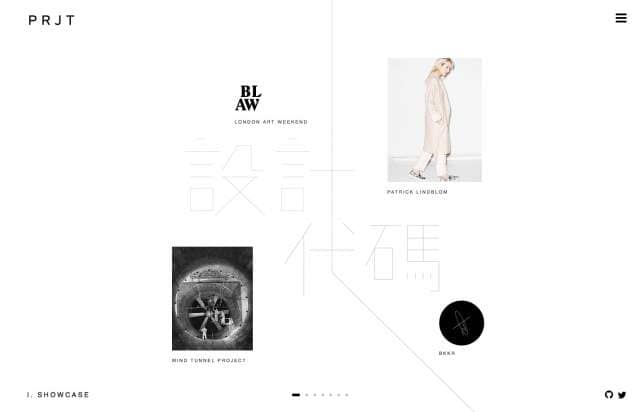 PRJT
BL
AW
LONDON ART WEEKEND
PATRICK LINDBLOM
設計
代碼
WIND TUNNEL PROJECT
BKKR
I. SHOWCASE